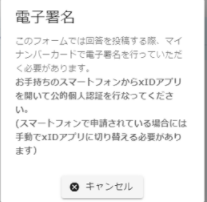 電子署名
このフォームでは回答を投稿する際、マイ
ナンバーカードで電子署名を行っていただ
く必要があります。
お手持ちのスマートフォンからxIDアプリ
を開いて公的個人認証を行なってくださ
い。
(スマートフォンで申請されている場合には
手動でxIDアプリに切り替える必要があり
ます)
キャンセル